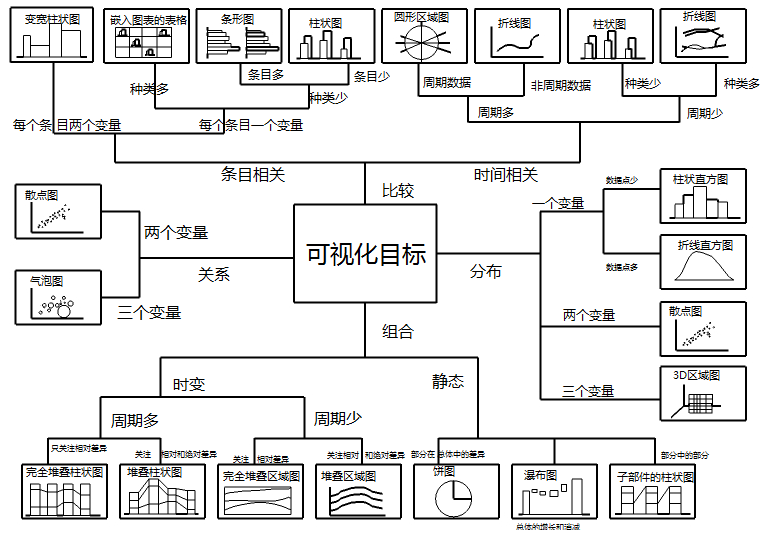 变宽柱状图
嵌入图表的表格
条形图
柱状图
圆形区域图
折线图
柱状图
折线图
条目多
条目少
周期数据
非周期数据
种类少
种类多
种类多
种类少
周期多
周期少
每个条目两个变量
每个条目一个变量
条目相关
时间相关
比较
散点图
两个变量
关系
气泡图
三个变量
可视化目标
分布
一个变量
数据点少
柱状直方图
数据点多
折线直方图
两个变量
散点图
三个变量
3D区域图
组合
时变
静态
周期多
周期少
只关注相对差异
关注 相对和绝对差异
关注 相对差异
关注相对 和绝对差异
部分在 总体中的差异
部分中的部分
完全堆叠柱状图
堆叠柱状图
完全堆叠区域图
堆叠区域图
饼图
瀑布图
子部件的柱状图
总体的增长和缩减